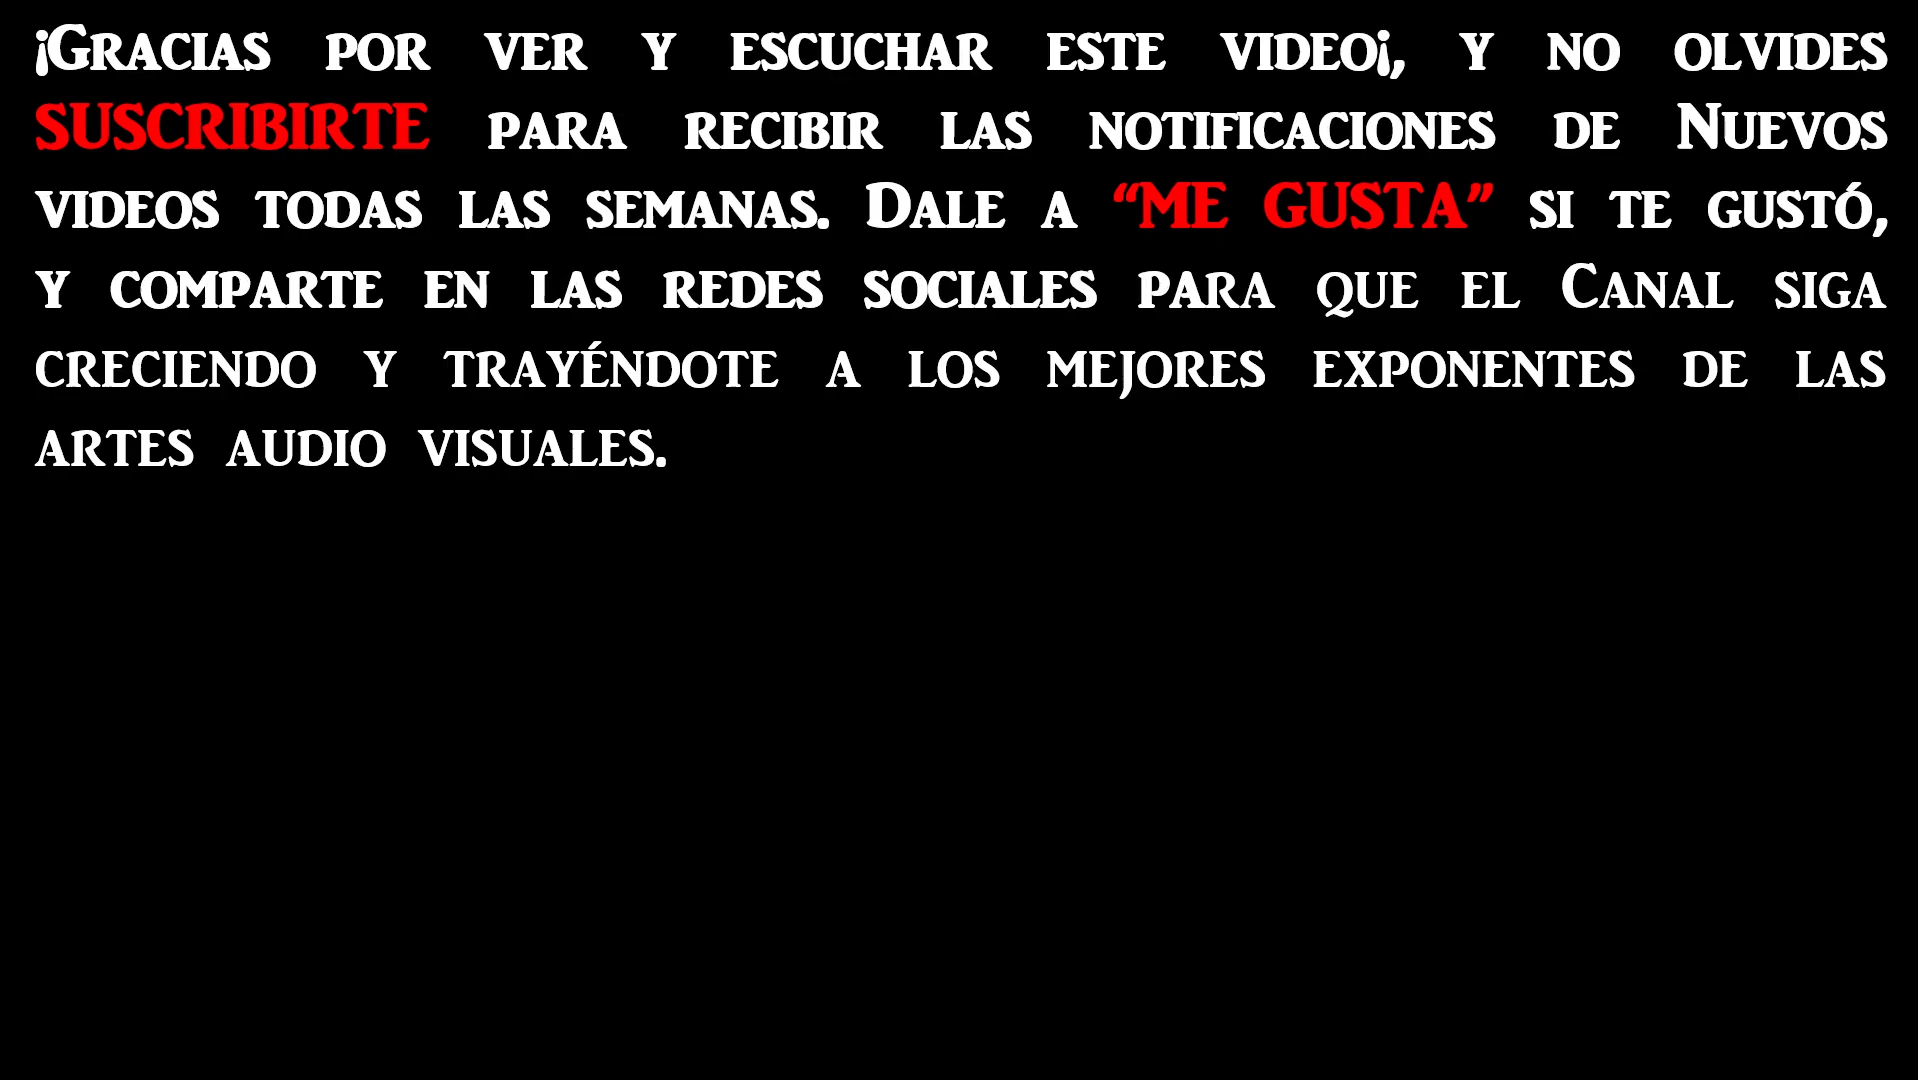 ¡Gracias por ver y escuchar este video¡, y no olvides
SUSCRIBIRTE para recibir las notificaciones de Nuevos
videos todas las semanas. Dale a “ME GUSTA” si te gustó,
y comparte en las redes sociales para que el Canal siga
creciendo y trayéndote a los mejores exponentes de las
artes audio visuales.